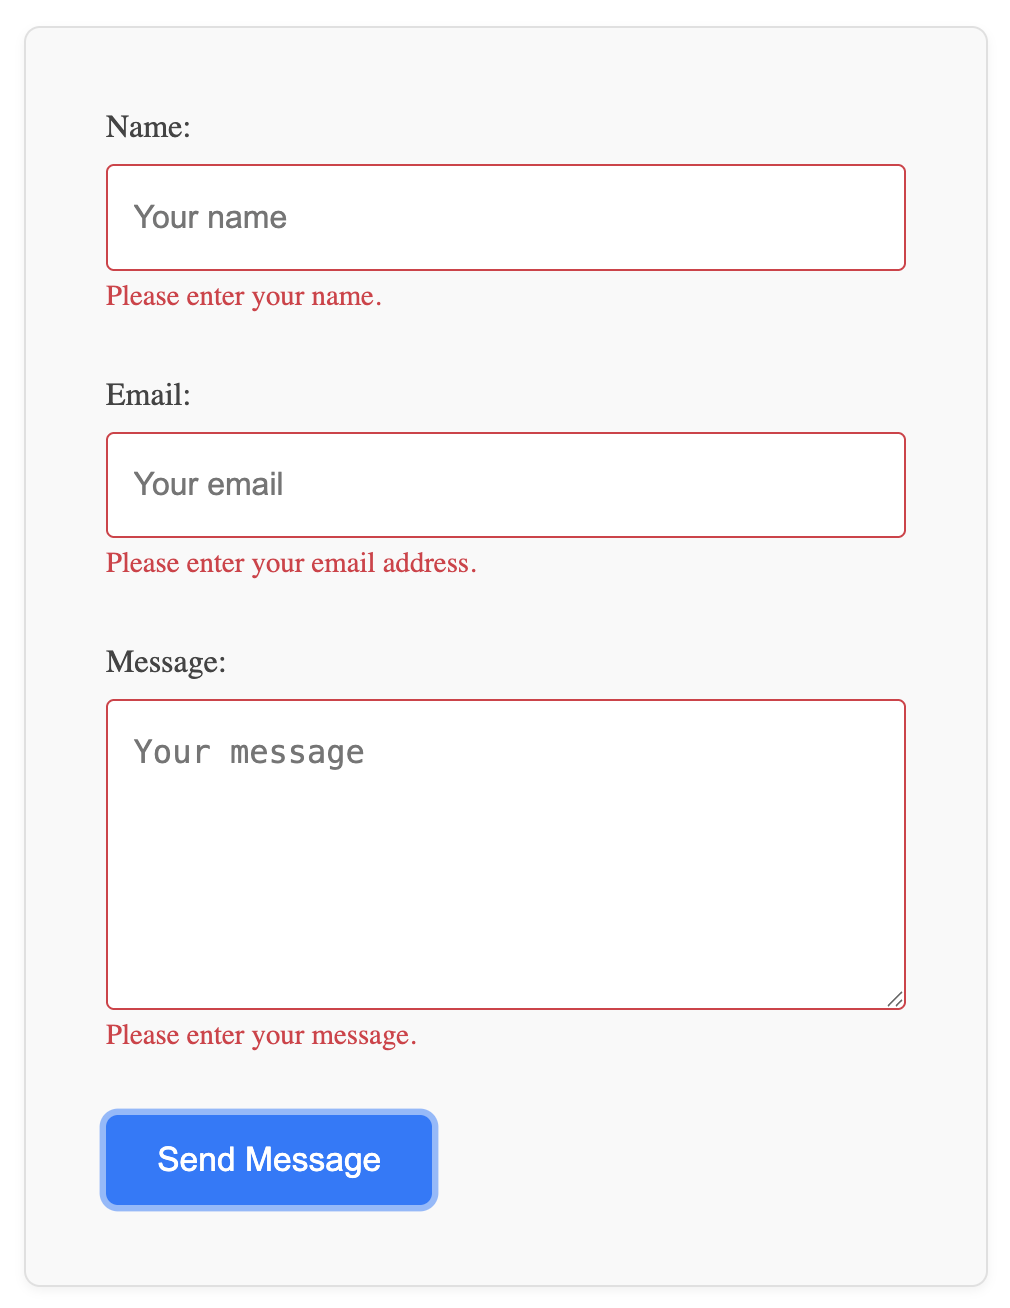 Name:
Your name
Please enter your name.
Email:
Your email
Please enter your email address.
Message:
Your message
Please enter your message.
Send Message